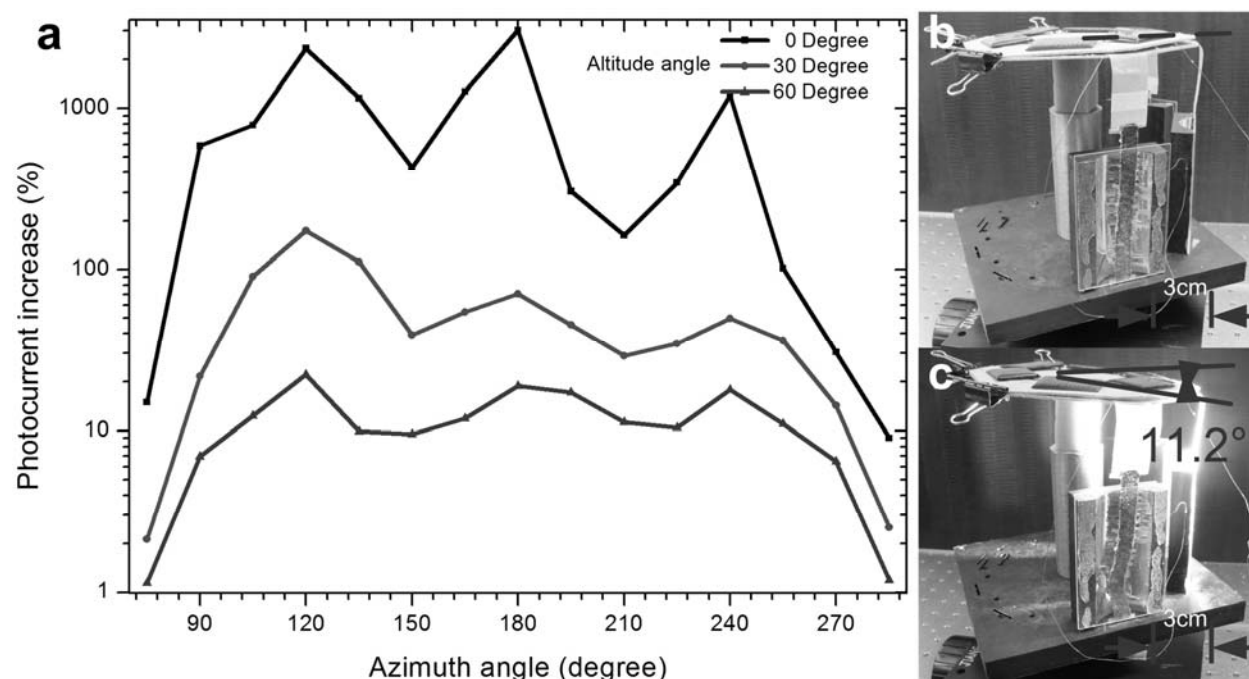 a
Altitude angle
0 Degree
30 Degree
60 Degree
Photocurrent increase (%)
1000
100
10
1
90 120 150 180 210 240 270
Azimuth angle (degree)
b
3cm
c
11.2°
3cm